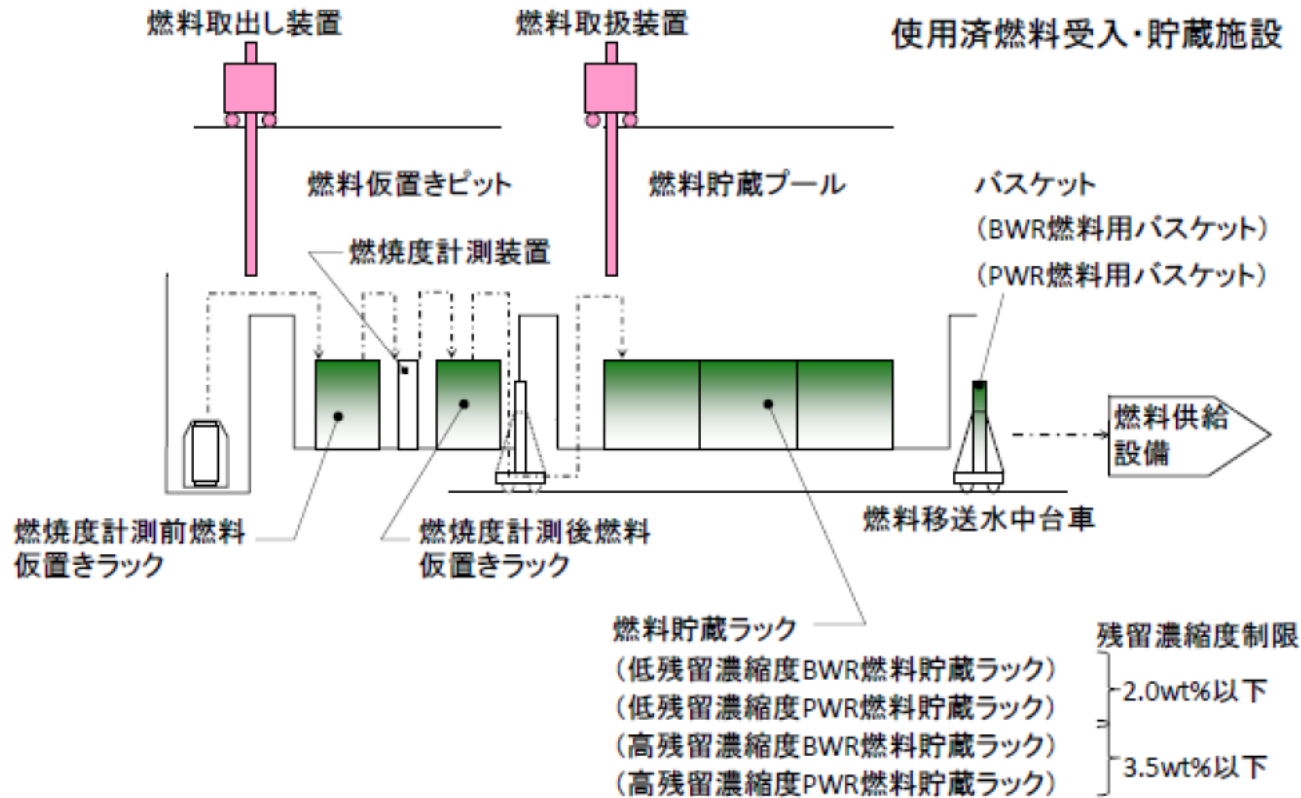 燃料取出し装置
燃料取扱装置
使用済燃料受入・貯蔵施設
燃料仮置きピット
燃料貯蔵プール
バスケット
(BWR燃料用バスケット)
(PWR燃料用バスケット)
燃焼度計測装置
燃料供給
設備
燃焼度計測前燃料
仮置きラック
燃焼度計測後燃料
仮置きラック
燃料移送水中台車
燃料貯蔵ラック
残留濃縮度制限
(低残留濃縮度BWR燃料貯蔵ラック)
(低残留濃縮度PWR燃料貯蔵ラック)
2.0wt%以下
(高残留濃縮度BWR燃料貯蔵ラック)
(高残留濃縮度PWR燃料貯蔵ラック)
3.5wt%以下